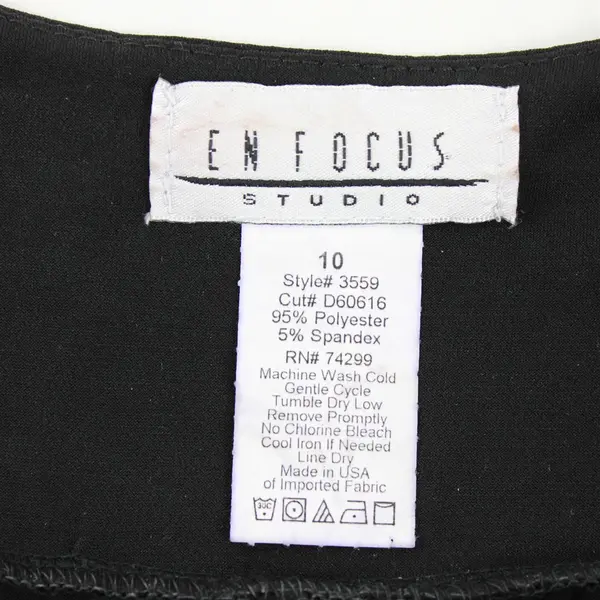 EN FOCUS
STUDIO
10
Style# 3559
Cut# D60616
95% Polyester
5% Spandex
RN# 74299
Machine Wash Cold
Gentle Cycle
Tumble Dry Low
Remove Promptly
No Chlorine Bleach
Cool Iron If Needed
Line Dry
Made in USA
of Imported Fabric
30C